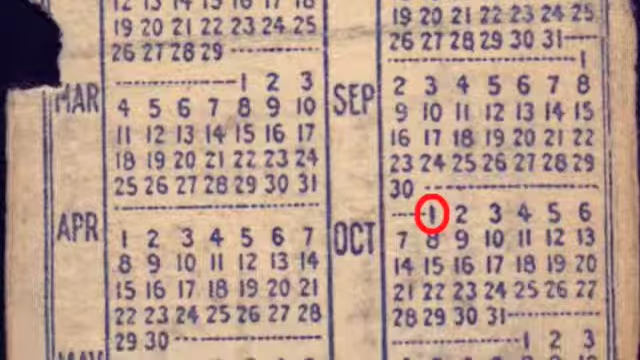 12 13 14 15 16 17 18
19 20 21 22 23 24 25
26 27 28 29
MAR
1 2 3
4 5 6 7 8 9 10
11 12 13 14 15 16 17
18 19 20 21 22 23 24
25 26 27 28 29 30 31
APR
1 2 3 4 5 6 7
8 9 10 11 12 13 14
15 16 17 18 19 20 21
22 23 24 25 26 27 28
29 30
MAY
19 20 21 22 23 24 25
26 27 28 29 30 31
SEP
1
2 3 4 5 6 7 8
9 10 11 12 13 14 15
16 17 18 19 20 21 22
23 24 25 26 27 28 29
30
OCT
1 2 3 4 5 6
7 8 9 10 11 12 13
14 15 16 17 18 19 20
21 22 23 24 25 26 27
28 29 30 31
1 2 3